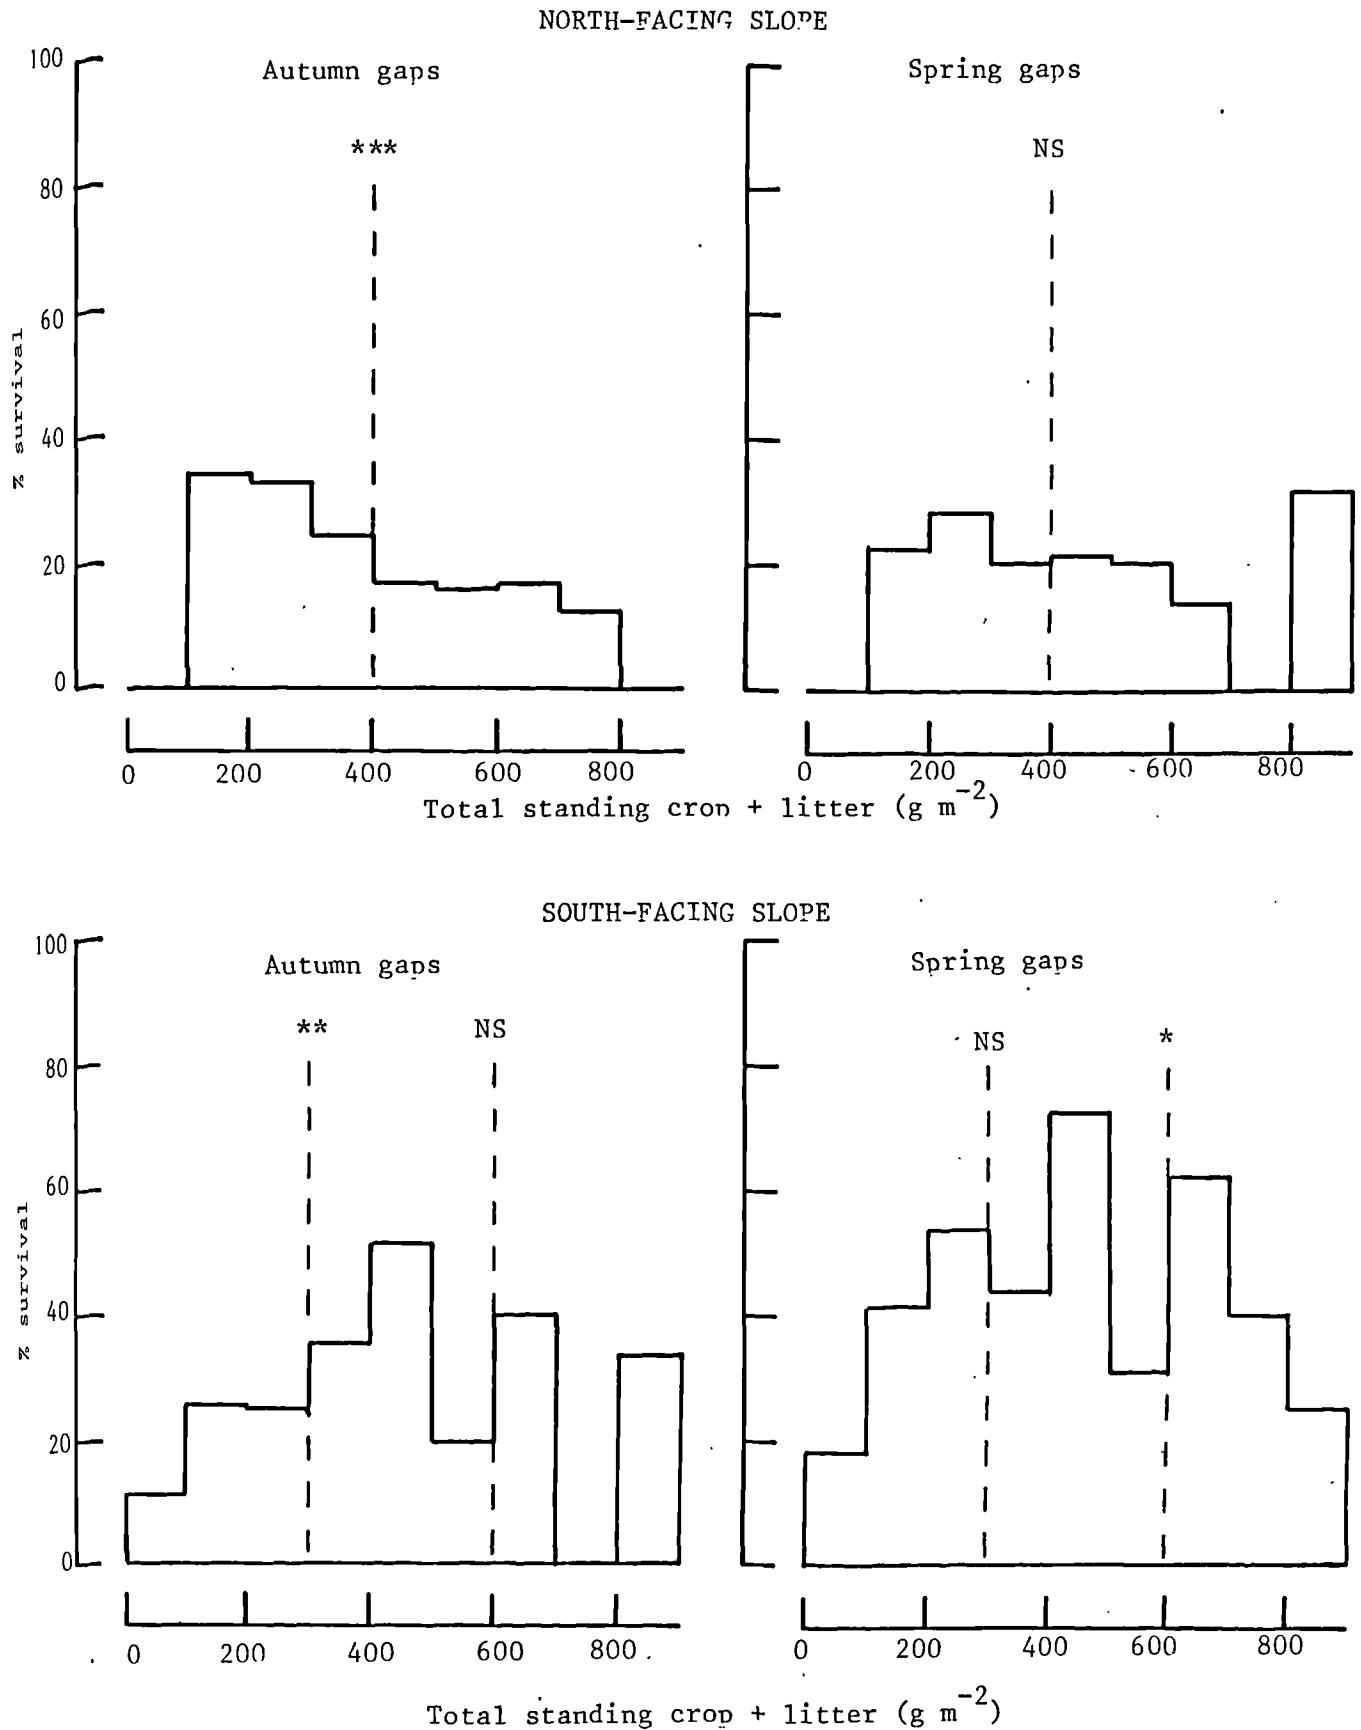 NORTH-FACING SLOPE
Autumn gaps
Spring gaps
***
NS
100
80
60
40
20
0
% survival
0 200 400 600 800
0 200 400 600 800
Total standing crop + litter (g m⁻²)
SOUTH-FACING SLOPE
Autumn gaps
Spring gaps
** NS
NS *
100
80
60
40
20
0
% survival
0 200 400 600 800
0 200 400 600 800
Total standing crop + litter (g m⁻²)